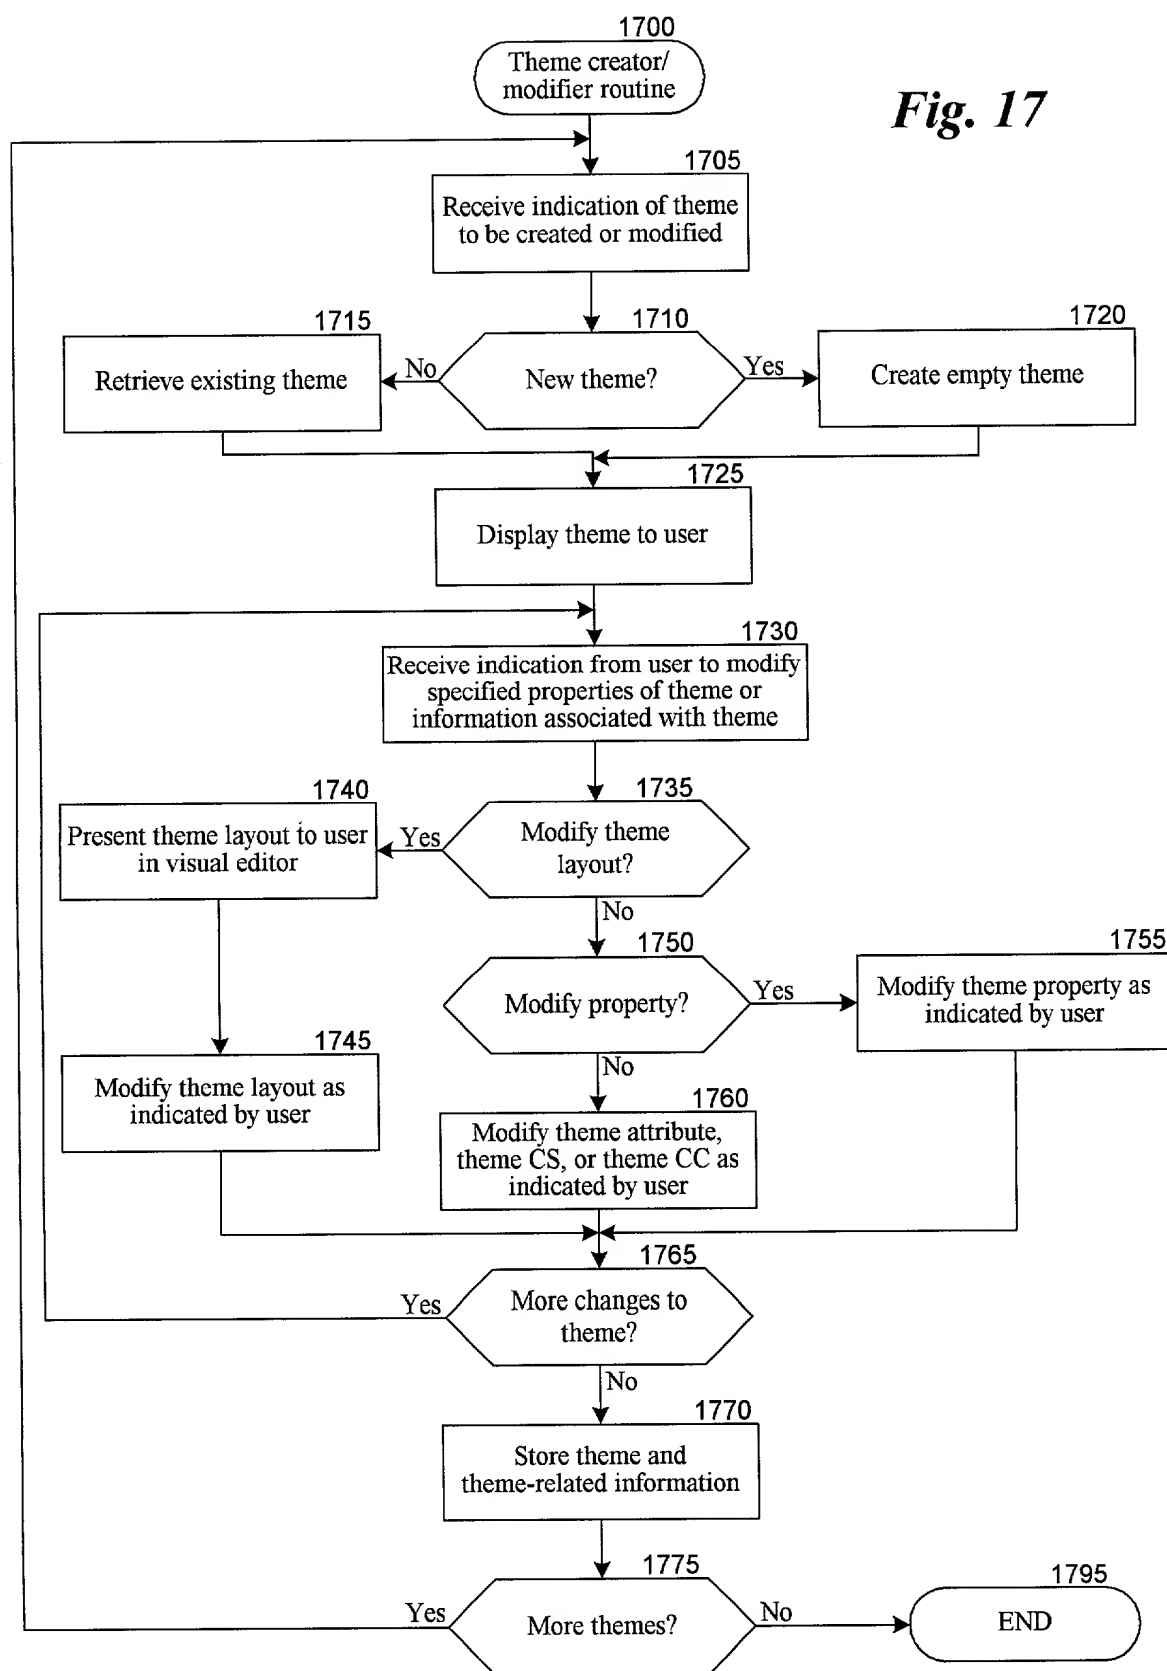 1700
Theme creator/
modifier routine
Fig. 17
1705
Receive indication of theme
to be created or modified
1710
New theme?
No
Yes
1715
Retrieve existing theme
1720
Create empty theme
1725
Display theme to user
1730
Receive indication from user to modify
specified properties of theme or
information associated with theme
1735
Modify theme
layout?
Yes
No
1740
Present theme layout to user
in visual editor
1750
Modify property?
Yes
No
1755
Modify theme property as
indicated by user
1745
Modify theme layout as
indicated by user
1760
Modify theme attribute,
theme CS, or theme CC as
indicated by user
1765
More changes to
theme?
Yes
No
1770
Store theme and
theme-related information
1775
More themes?
Yes
No
1795
END